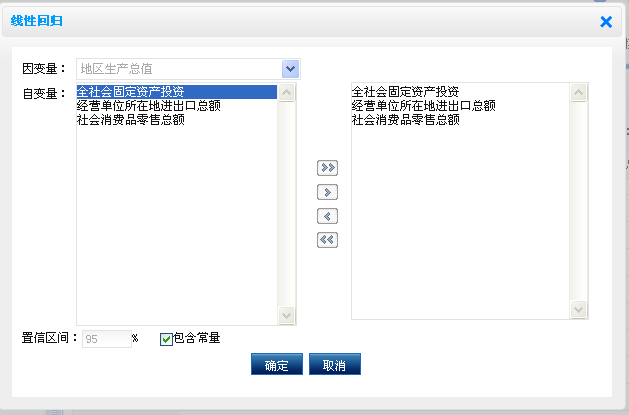 线性回归
因变量： 地区生产总值
自变量：
全社会固定资产投资
经营单位所在地进出口总额
社会消费品零售总额
全社会固定资产投资
经营单位所在地进出口总额
社会消费品零售总额
置信区间： 95 % 包含常量
确定 取消